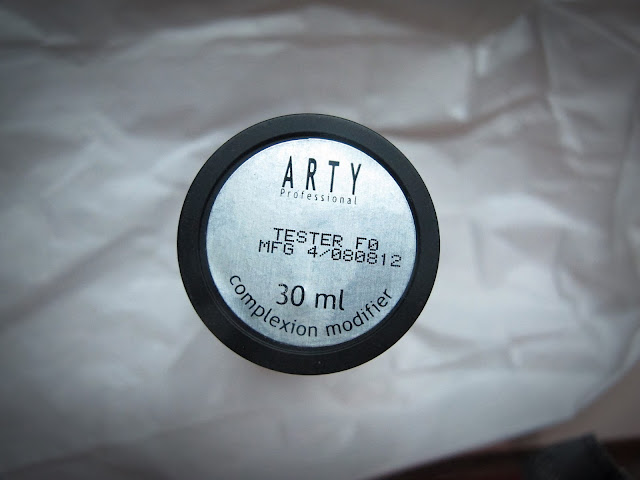 ARTY
Professional
TESTER F0
MFG 4/080812
30 ml
complexion modifier